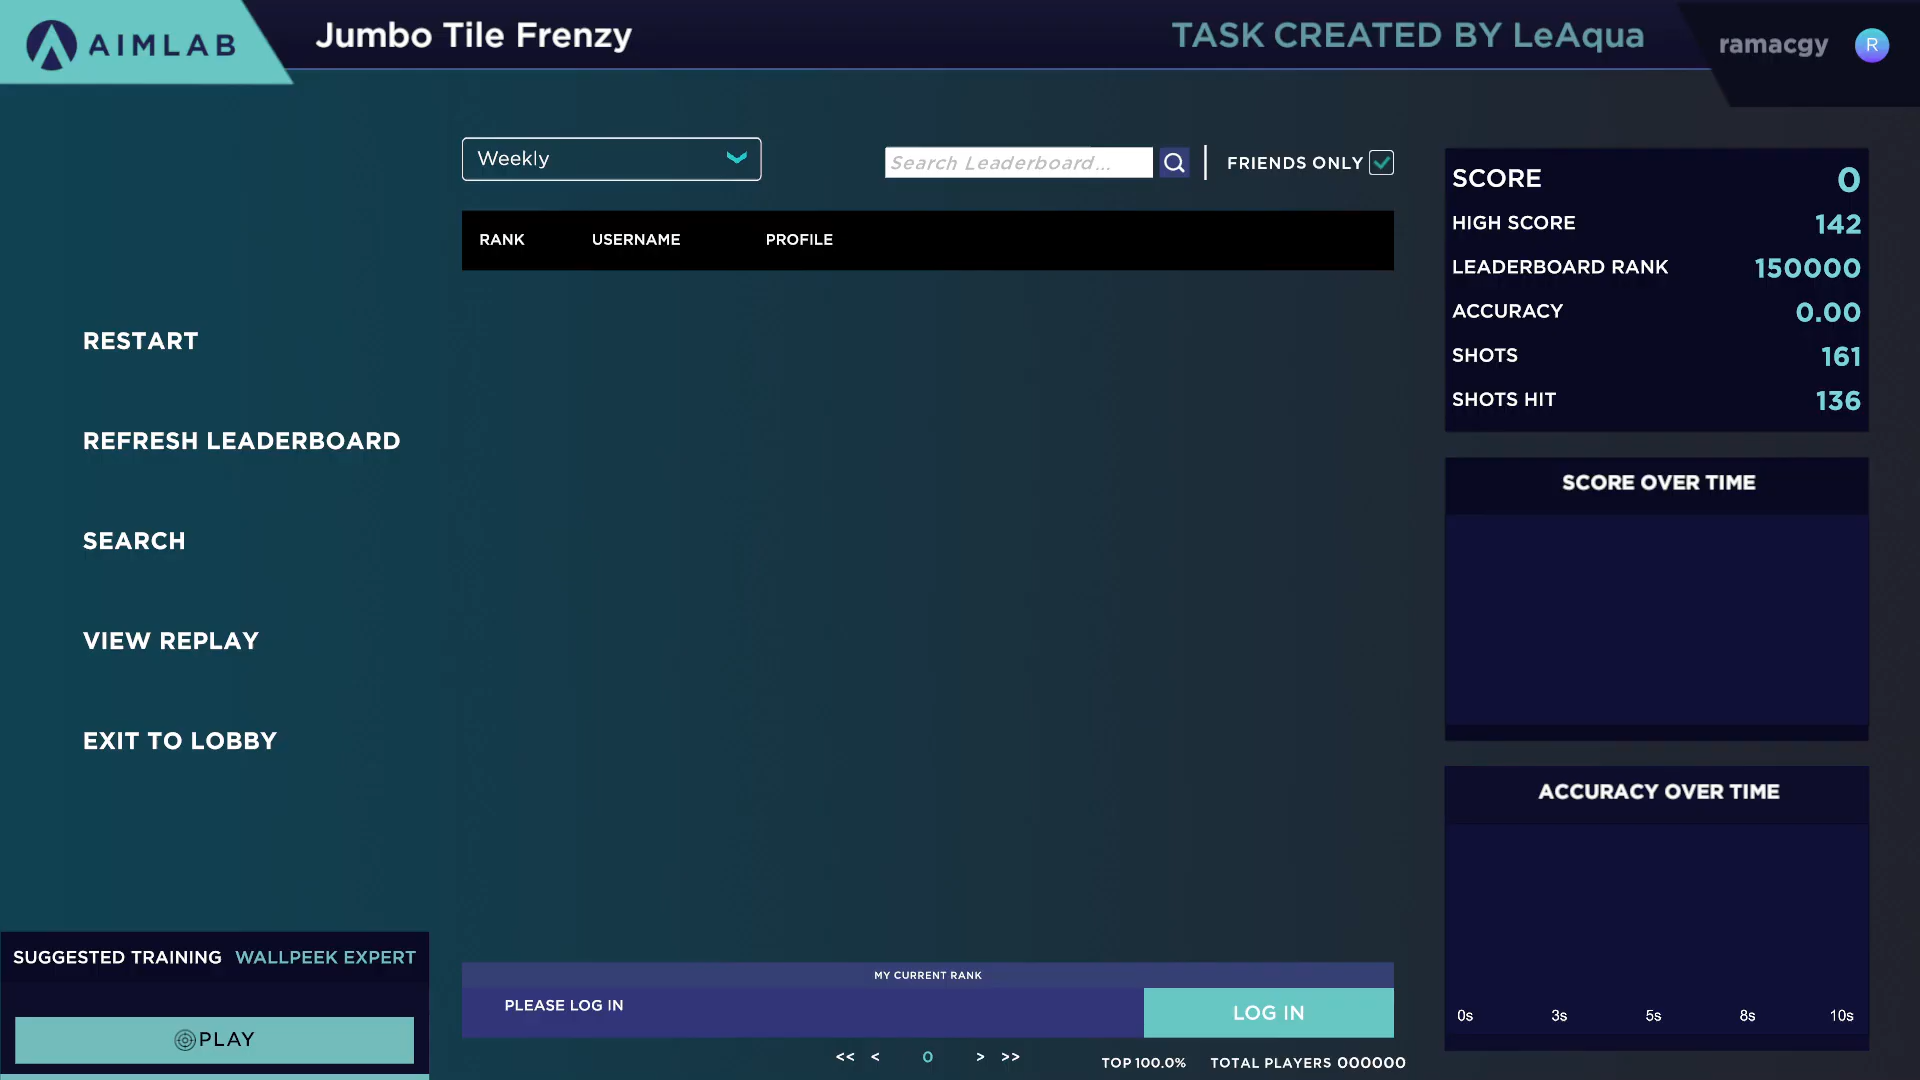 AIMLAB
Jumbo Tile Frenzy
TASK CREATED BY LeAqua
ramacgy
R
Weekly
Search Leaderboard...
FRIENDS ONLY
RANK USERNAME PROFILE
RESTART
REFRESH LEADERBOARD
SEARCH
VIEW REPLAY
EXIT TO LOBBY
SCORE 0
HIGH SCORE 142
LEADERBOARD RANK 150000
ACCURACY 0.00
SHOTS 161
SHOTS HIT 136
SCORE OVER TIME
ACCURACY OVER TIME
0s 3s 5s 8s 10s
SUGGESTED TRAINING WALLPEEK EXPERT
PLAY
MY CURRENT RANK
PLEASE LOG IN
LOG IN
<< < 0 > >>
TOP 100.0% TOTAL PLAYERS 000000